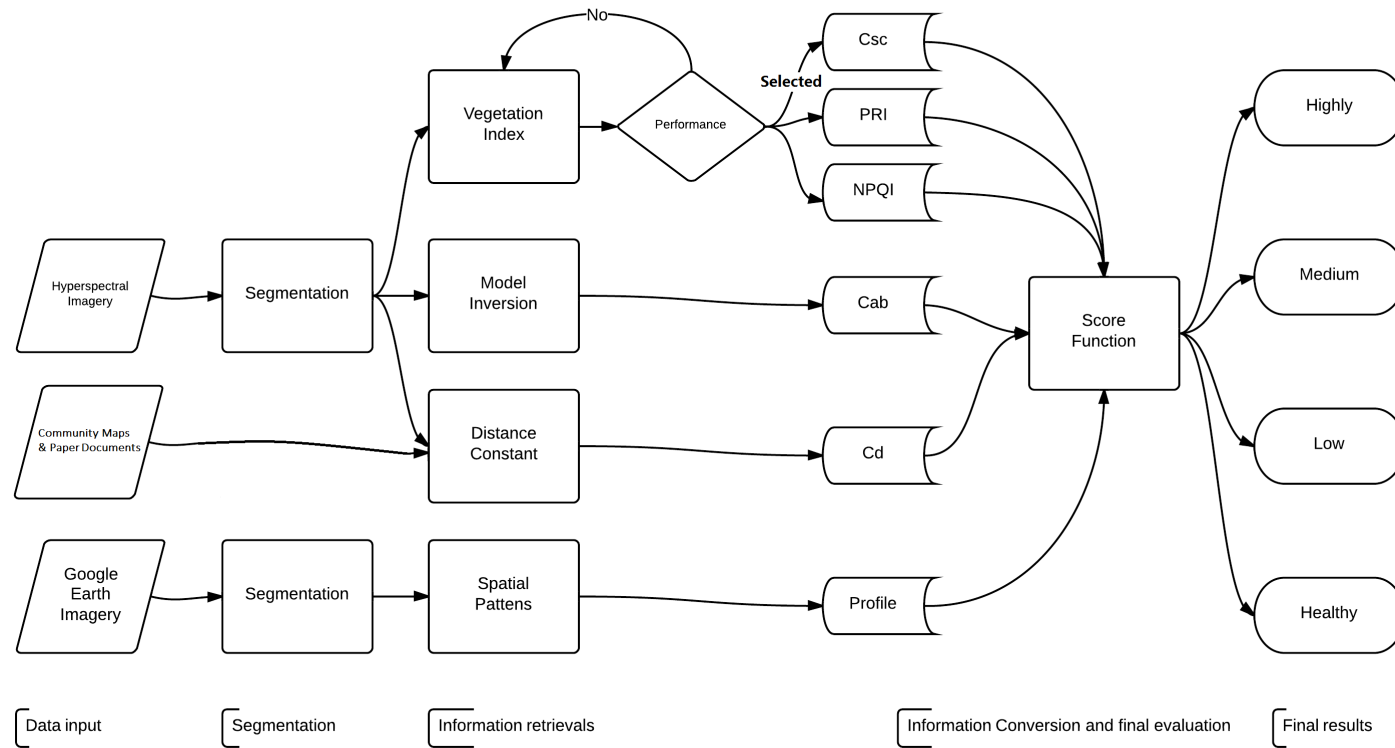 No
Csc
Selected
Highly
Vegetation
Index
Performance
PRI
NPQI
Hyperspectral
Imagery
Segmentation
Model
Inversion
Cab
Score
Function
Medium
Community Maps
& Paper Documents
Distance
Constant
Cd
Low
Google
Earth
Imagery
Segmentation
Spatial
Pattens
Profile
Healthy
Data input
Segmentation
Information retrievals
Information Conversion and final evaluation
Final results